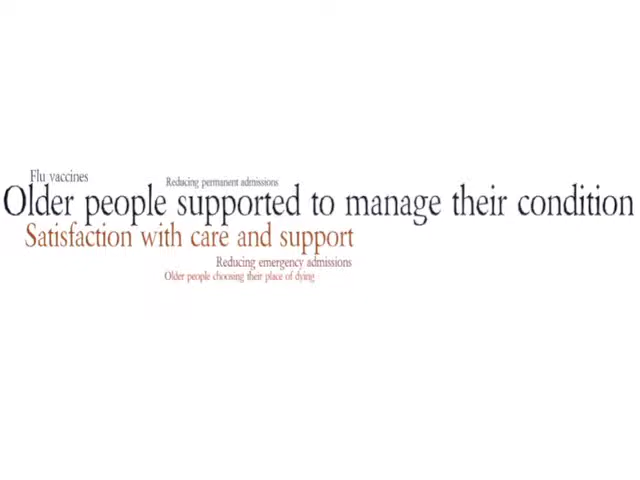 Flu vaccines
Reducing permanent admissions
Older people supported to manage their condition
Satisfaction with care and support
Reducing emergency admissions
Older people choosing their place of dying